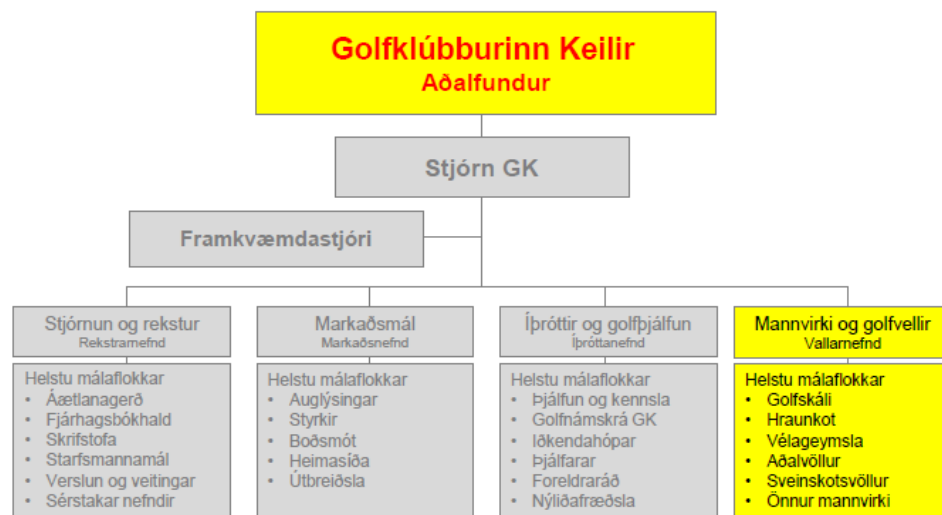 Golfklúbburinn Keilir
Aðalfundur
Stjórn GK
Framkvæmdastjóri
Stjórnun og rekstur
Rekstrarnefnd
Helstu málaflokkar
• Áætlanagerð
• Fjárhagsbókhald
• Skrifstofa
• Starfsmannamál
• Verslun og veitingar
• Sérstakar nefndir
Markaðsmál
Markaðsnefnd
Helstu málaflokkar
• Auglýsingar
• Styrkir
• Boðsmót
• Heimasíða
• Útbreiðsla
Íþróttir og golfþjálfun
Íþróttanefnd
Helstu málaflokkar
• Þjálfun og kennsla
• Golfnámskrá GK
• Iðkendahópar
• Þjálfarar
• Foreldraráð
• Nýliðafræðsla
Mannvirki og golfvellir
Vallarnefnd
Helstu málaflokkar
• Golfskáli
• Hraunkot
• Vélageymsla
• Aðalvöllur
• Sveinskotsvöllur
• Önnur mannvirki